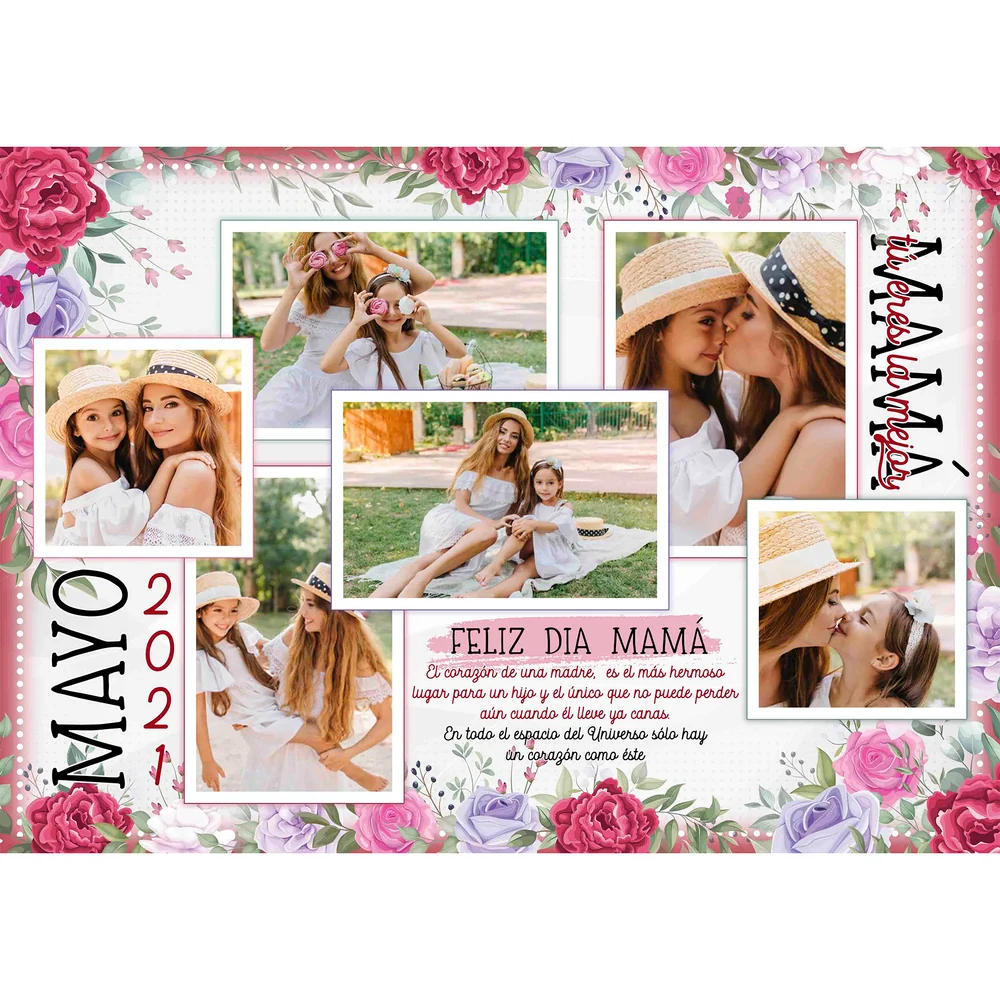 MAMÁ
tú eres la mejor
MAYO
2021
FELIZ DIA MAMÁ
El corazón de una madre, es el más hermoso
lugar para un hijo y el único que no puede perder
aún cuando él lleve ya canas.
En todo el espacio del Universo sólo hay
un corazón como éste